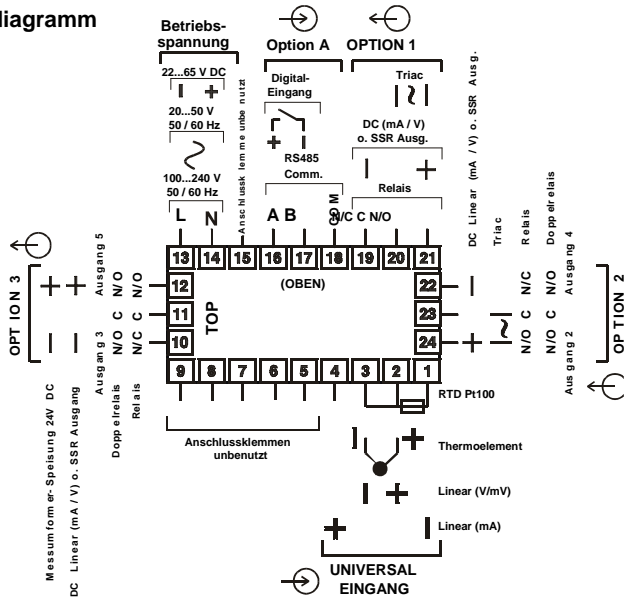 diagramm
Betriebs-
spannung
Option A
OPTION 1
22...65 V DC
20...50 V
50 / 60 Hz
100...240 V
50 / 60 Hz
L N
Anschlussklemme unbenutzt
Digital-
Eingang
RS485
Comm.
A B
COM
Triac
DC (mA / V)
o. SSR Ausg.
Relais
N/C C N/O
DC Linear (mA / V) o. SSR Ausg.
Triac
Relais
Doppelrelais
Ausgang 4
Ausgang 2
OPTION 2
13 14 15 16 17 18 19 20 21
(OBEN)
TOP
12
11
10
22
23
24
9 8 7 6 5 4 3 2 1
OPTION 3
Ausgang 5
N/O N/O
C C
N/O N/C
Ausgang 3
Doppelrelais
Relais
Messumformer-Speisung 24V DC
DC Linear (mA / V) o. SSR Ausgang
N/C N/O
C C
N/O N/O
Anschlussklemmen
unbenutzt
RTD Pt100
Thermoelement
Linear (V/mV)
Linear (mA)
UNIVERSAL
EINGANG